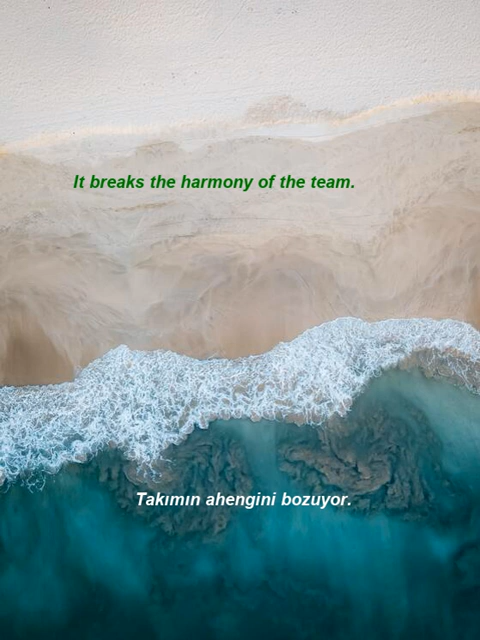 It breaks the harmony of the team.
Takımın ahengini bozuyor.